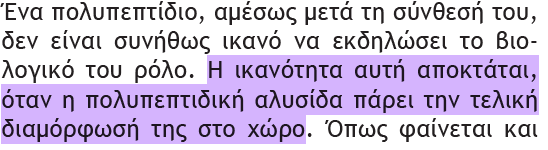 Ένα πολυπεπτίδιο, αμέσως μετά τη σύνθεσή του,
δεν είναι συνήθως ικανό να εκδηλώσει το βιο-
λογικό του ρόλο. Η ικανότητα αυτή αποκτάται,
όταν η πολυπεπτιδική αλυσίδα πάρει την τελική
διαμόρφωσή της στο χώρο. Όπως φαίνεται και